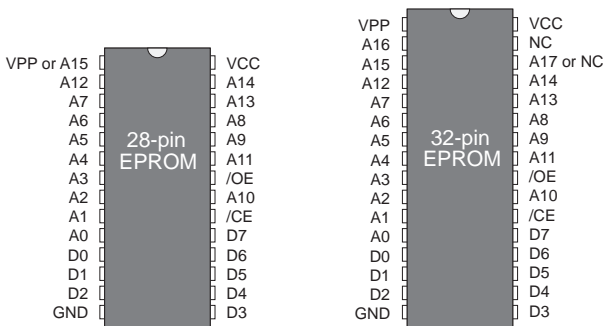 VPP or A15 VCC
A12 A14
A7 A13
A6 A8
A5 A9
A4 A11
A3 /OE
A2 A10
A1 /CE
A0 D7
D0 D6
D1 D5
D2 D4
GND D3
28-pin
EPROM
VPP VCC
A16 NC
A15 A17 or NC
A12 A14
A7 A13
A6 A8
A5 A9
A4 A11
A3 /OE
A2 A10
A1 /CE
A0 D7
D0 D6
D1 D5
D2 D4
GND D3
32-pin
EPROM